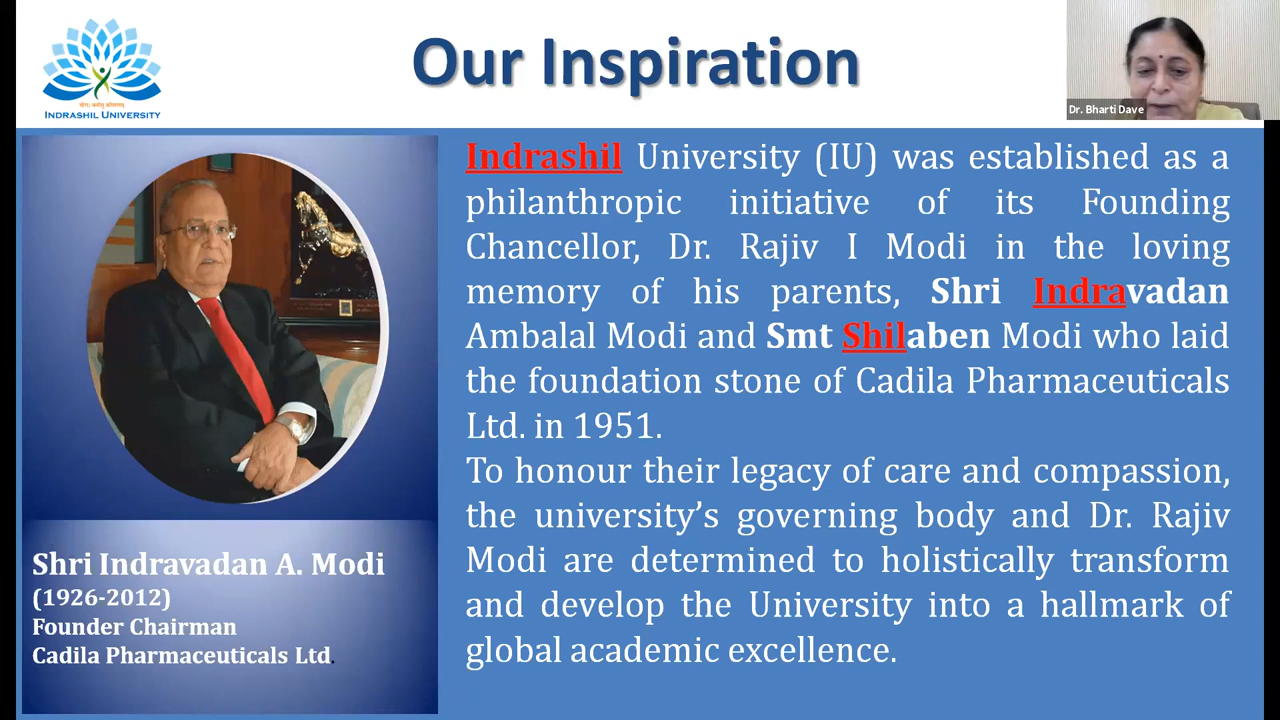 Our Inspiration
योगः कर्मसु कौशलम्
INDRASHIL UNIVERSITY
Dr. Bharti Dave
Indrashil University (IU) was established as a
philanthropic initiative of its Founding
Chancellor, Dr. Rajiv I Modi in the loving
memory of his parents, Shri Indravadan
Ambalal Modi and Smt Shilaben Modi who laid
the foundation stone of Cadila Pharmaceuticals
Ltd. in 1951.
To honour their legacy of care and compassion,
the university’s governing body and Dr. Rajiv
Modi are determined to holistically transform
and develop the University into a hallmark of
global academic excellence.
Shri Indravadan A. Modi
(1926-2012)
Founder Chairman
Cadila Pharmaceuticals Ltd.